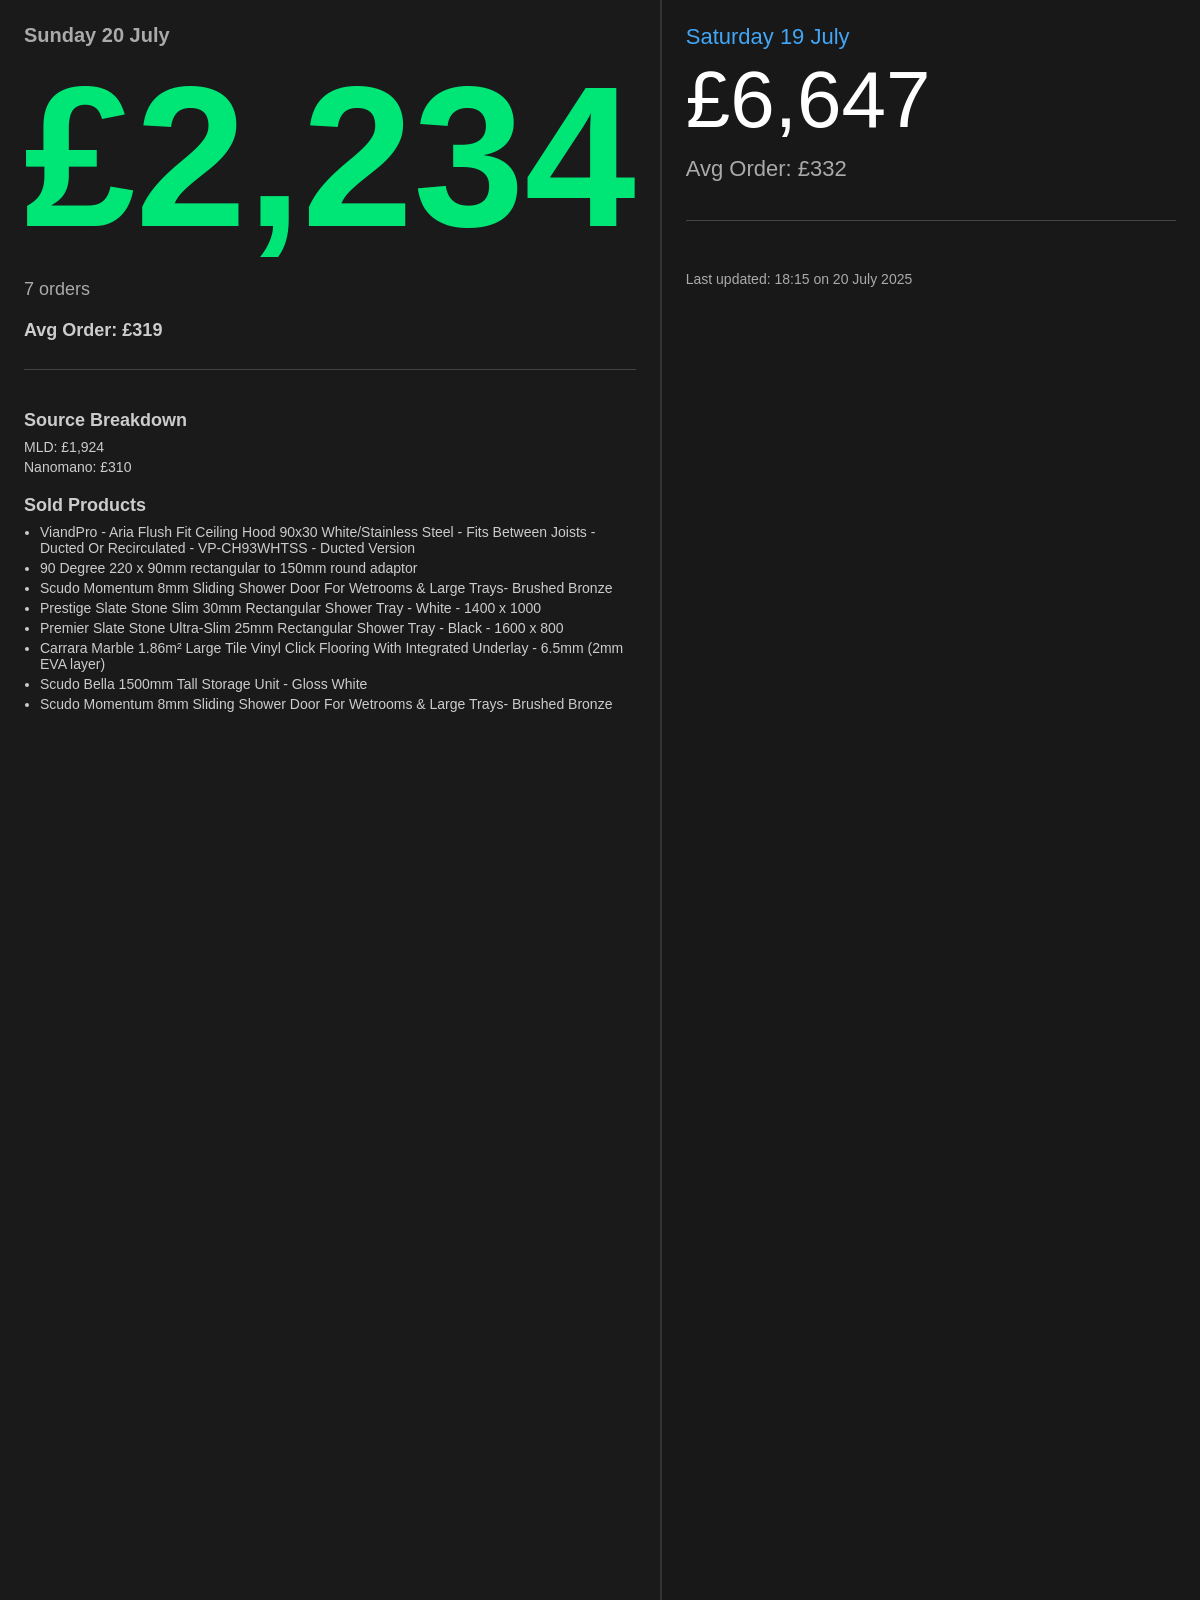 Sunday 20 July
£2,234
7 orders
Avg Order: £319
Source Breakdown
MLD: £1,924
Nanomano: £310
Sold Products
• ViandPro - Aria Flush Fit Ceiling Hood 90x30 White/Stainless Steel - Fits Between Joists -
Ducted Or Recirculated - VP-CH93WHTSS - Ducted Version
• 90 Degree 220 x 90mm rectangular to 150mm round adaptor
• Scudo Momentum 8mm Sliding Shower Door For Wetrooms & Large Trays- Brushed Bronze
• Prestige Slate Stone Slim 30mm Rectangular Shower Tray - White - 1400 x 1000
• Premier Slate Stone Ultra-Slim 25mm Rectangular Shower Tray - Black - 1600 x 800
• Carrara Marble 1.86m² Large Tile Vinyl Click Flooring With Integrated Underlay - 6.5mm (2mm
EVA layer)
• Scudo Bella 1500mm Tall Storage Unit - Gloss White
• Scudo Momentum 8mm Sliding Shower Door For Wetrooms & Large Trays- Brushed Bronze
Saturday 19 July
£6,647
Avg Order: £332
Last updated: 18:15 on 20 July 2025